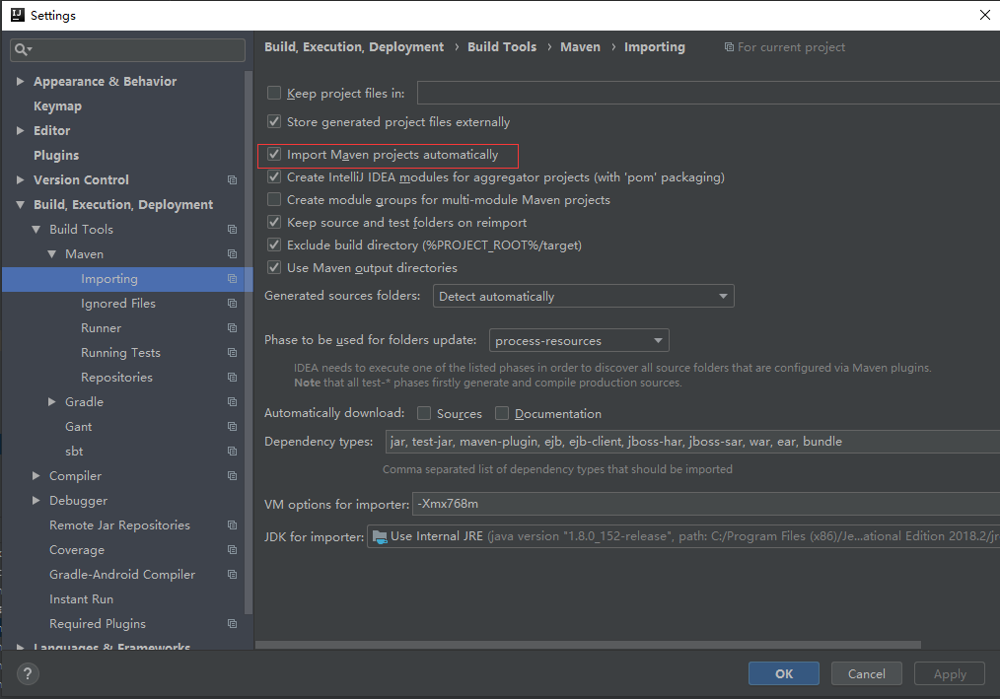 Settings
Appearance & Behavior
Keymap
Editor
Plugins
Version Control
Build, Execution, Deployment
Build Tools
Maven
Importing
Ignored Files
Runner
Running Tests
Repositories
Gradle
Gant
sbt
Compiler
Debugger
Remote Jar Repositories
Coverage
Gradle-Android Compiler
Instant Run
Required Plugins
Languages & Frameworks
Build, Execution, Deployment › Build Tools › Maven › Importing For current project
Keep project files in:
Store generated project files externally
Import Maven projects automatically
Create IntelliJ IDEA modules for aggregator projects (with 'pom' packaging)
Create module groups for multi-module Maven projects
Keep source and test folders on reimport
Exclude build directory (%PROJECT_ROOT%/target)
Use Maven output directories
Generated sources folders: Detect automatically
Phase to be used for folders update: process-resources
IDEA needs to execute one of the listed phases in order to discover all source folders that are configured via Maven plugins.
Note that all test-* phases firstly generate and compile production sources.
Automatically download: Sources Documentation
Dependency types: jar, test-jar, maven-plugin, ejb, ejb-client, jboss-har, jboss-sar, war, ear, bundle
Comma separated list of dependency types that should be imported
VM options for importer: -Xmx768m
JDK for importer: Use Internal JRE (java version "1.8.0_152-release", path: C:/Program Files (x86)/Je...ational Edition 2018.2/jr
? OK Cancel Apply